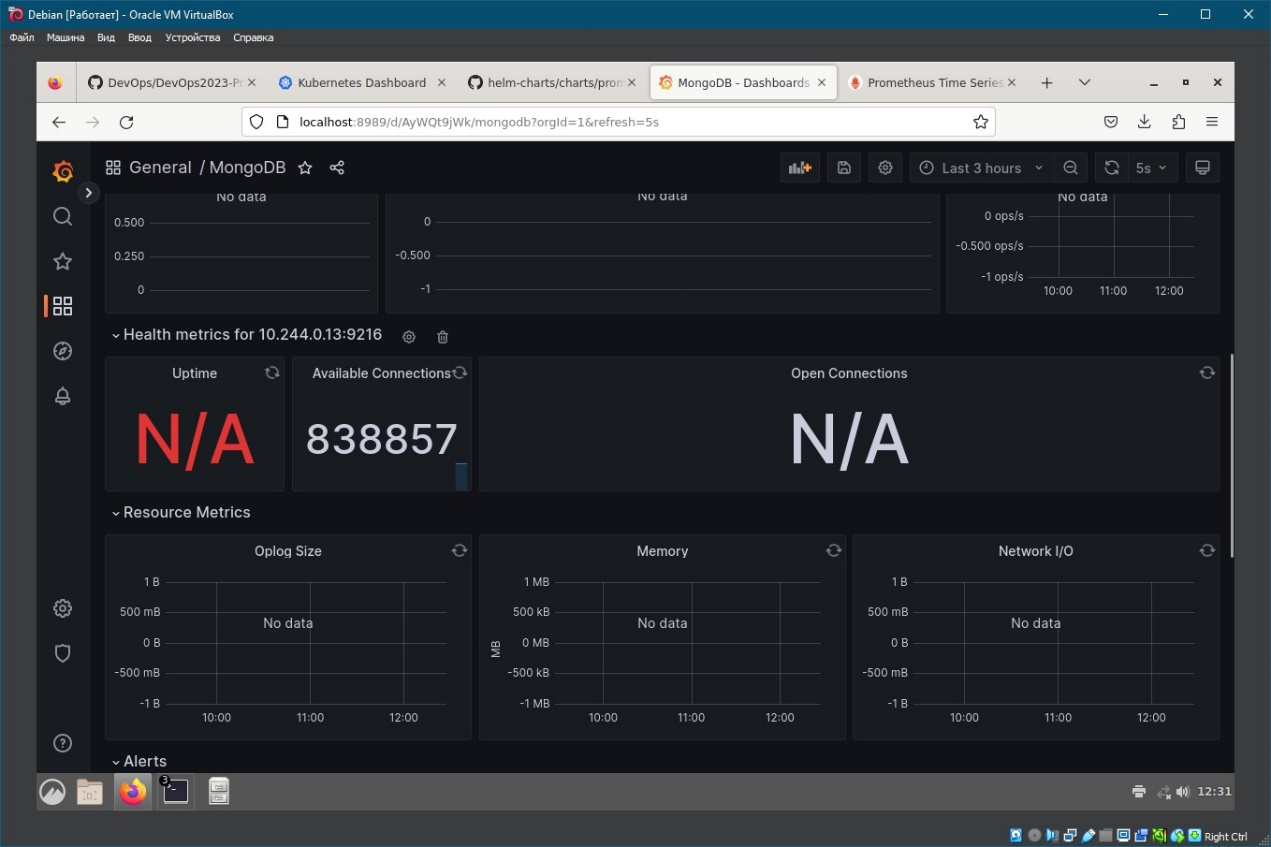 Debian [Работает] - Oracle VM VirtualBox
Файл Машина Вид Ввод Устройства Справка
DevOps/DevOps2023-Pr
Kubernetes Dashboard
helm-charts/charts/prom
MongoDB - Dashboards
Prometheus Time Series
localhost:8989/d/AyWQt9jWk/mongodb?orgId=1&refresh=5s
General / MongoDB
Last 3 hours
5s
No data
0.500
0.250
0
No data
0
-0.500
-1
No data
0 ops/s
-0.500 ops/s
-1 ops/s
10:00 11:00 12:00
Health metrics for 10.244.0.13:9216
Uptime
N/A
Available Connections
838857
Open Connections
N/A
Resource Metrics
Oplog Size
1 B
500 mB
No data
0 B
-500 mB
-1 B
10:00 11:00 12:00
Memory
MB
1 MB
500 kB
No data
0 MB
-500 kB
-1 MB
10:00 11:00 12:00
Network I/O
1 B
500 mB
No data
0 B
-500 mB
-1 B
10:00 11:00 12:00
Alerts
3
12:31
Right Ctrl